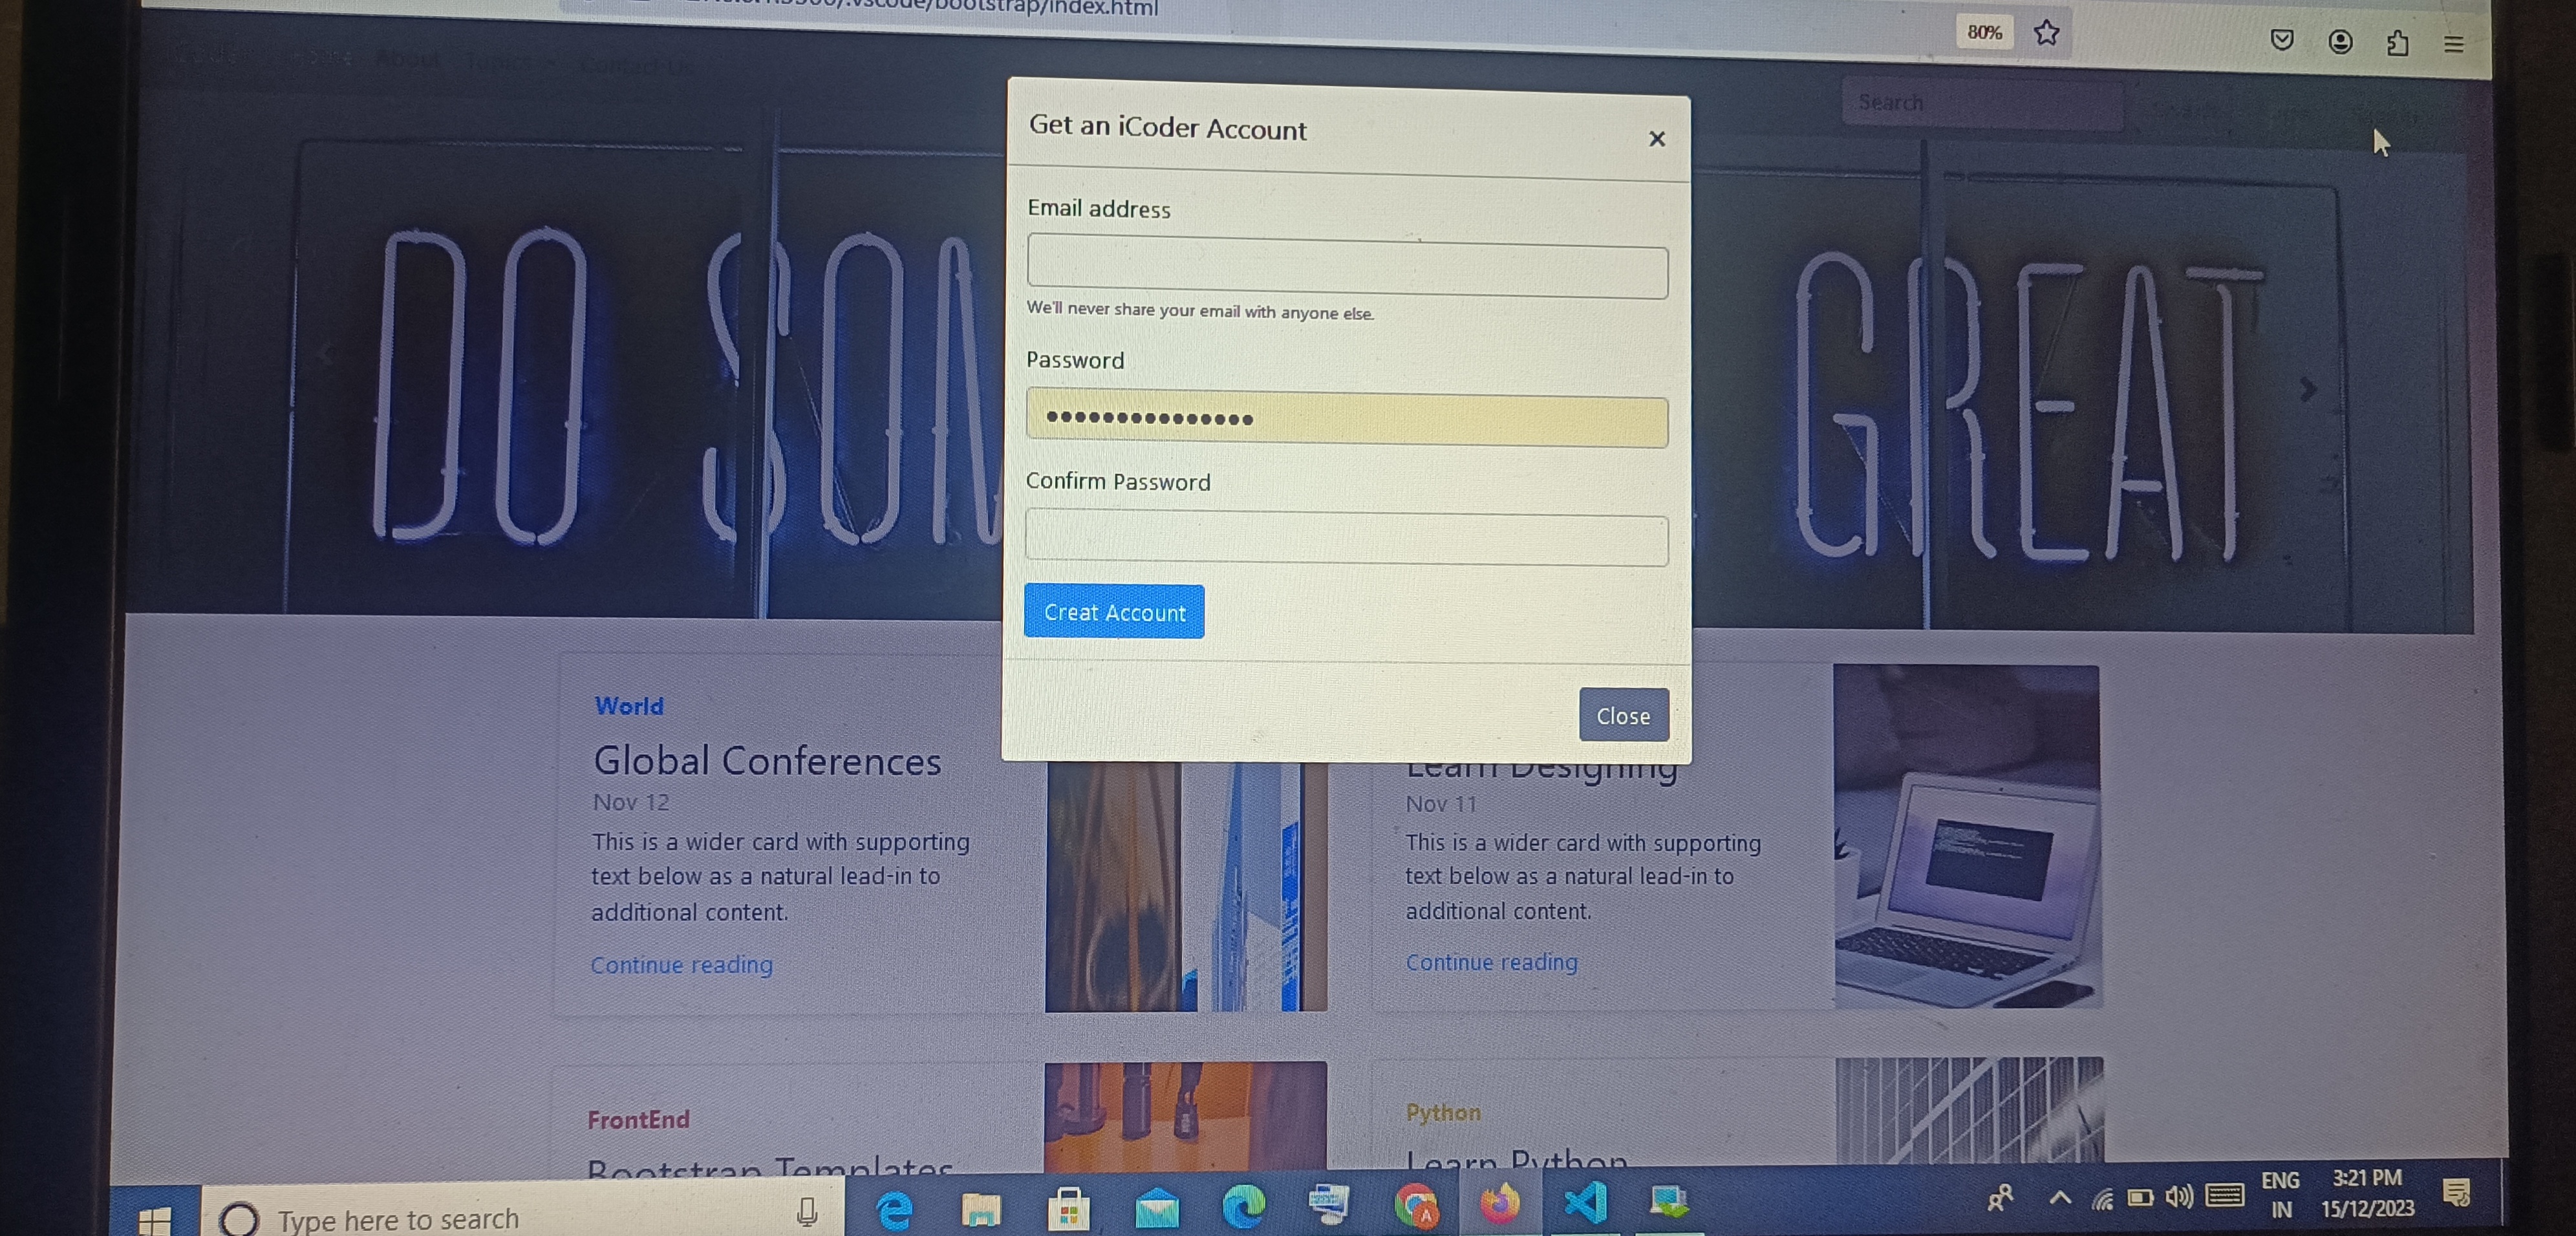 /.vscode/bootstrap/index.html
80%
About
Contact Us
Search
Get an iCoder Account
Email address
We'll never share your email with anyone else.
Password
Confirm Password
Creat Account
Close
DO SOM
GREAT
World
Global Conferences
Nov 12
This is a wider card with supporting
text below as a natural lead-in to
additional content.
Continue reading
Learn Designing
Nov 11
This is a wider card with supporting
text below as a natural lead-in to
additional content.
Continue reading
FrontEnd
Bootstrap Templates
Python
Learn Python
Type here to search
ENG
IN
3:21 PM
15/12/2023